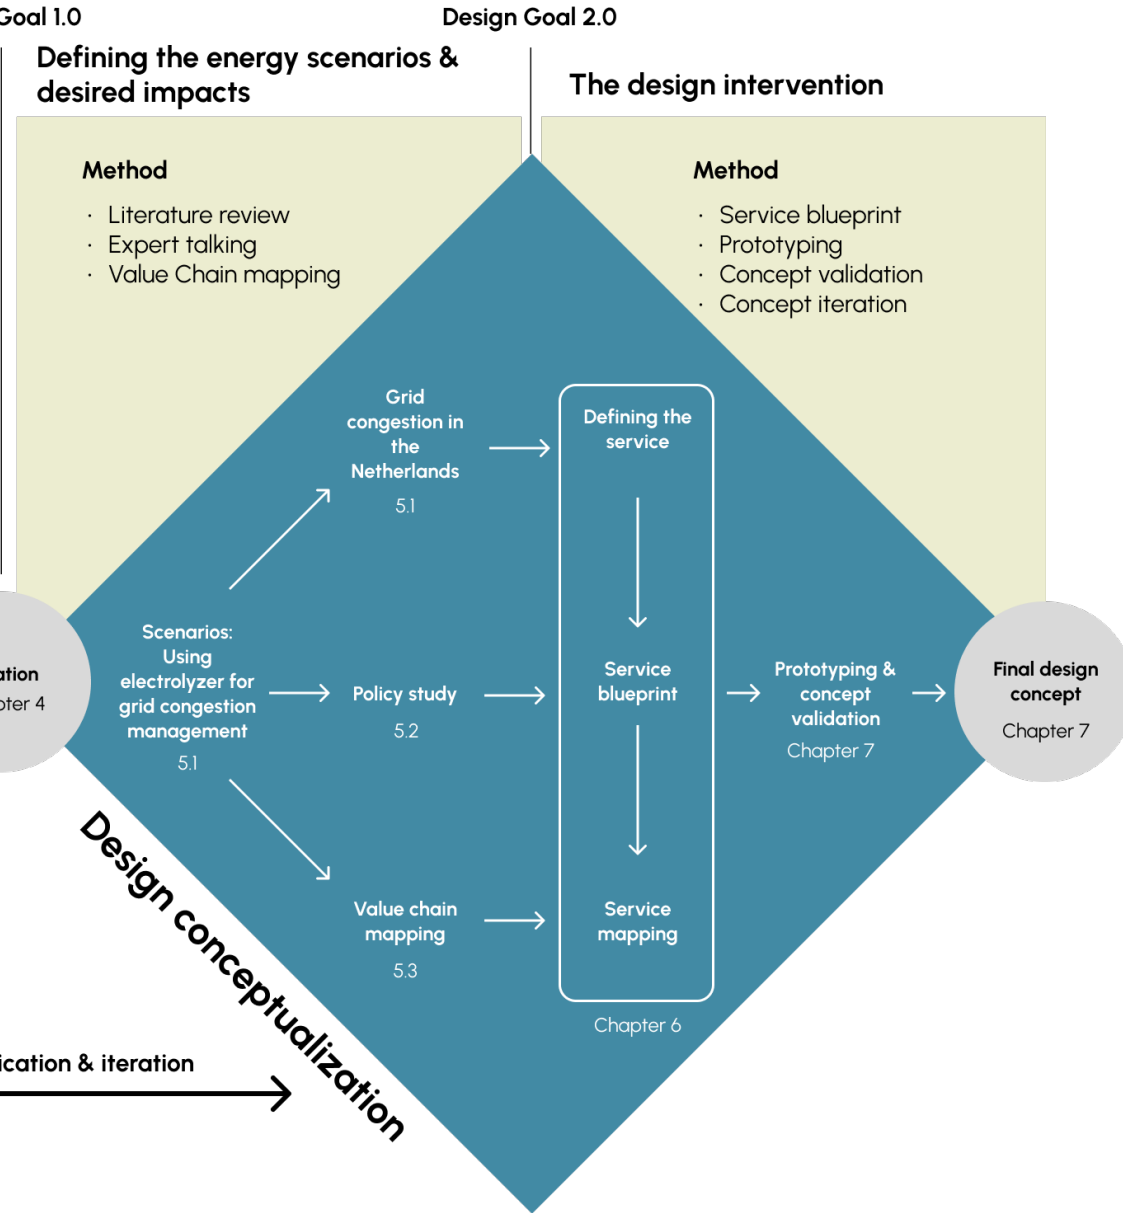 Goal 1.0
Design Goal 2.0
Defining the energy scenarios &
desired impacts
The design intervention
Method
· Literature review
· Expert talking
· Value Chain mapping
Method
· Service blueprint
· Prototyping
· Concept validation
· Concept iteration
Grid
congestion in
the
Netherlands
5.1
Defining the
service
Scenarios:
Using
electrolyzer for
grid congestion
management
5.1
Policy study
5.2
Service
blueprint
Prototyping &
concept
validation
Chapter 7
Final design
concept
Chapter 7
ation
pter 4
Value chain
mapping
5.3
Service
mapping
Chapter 6
Design conceptualization
ication & iteration